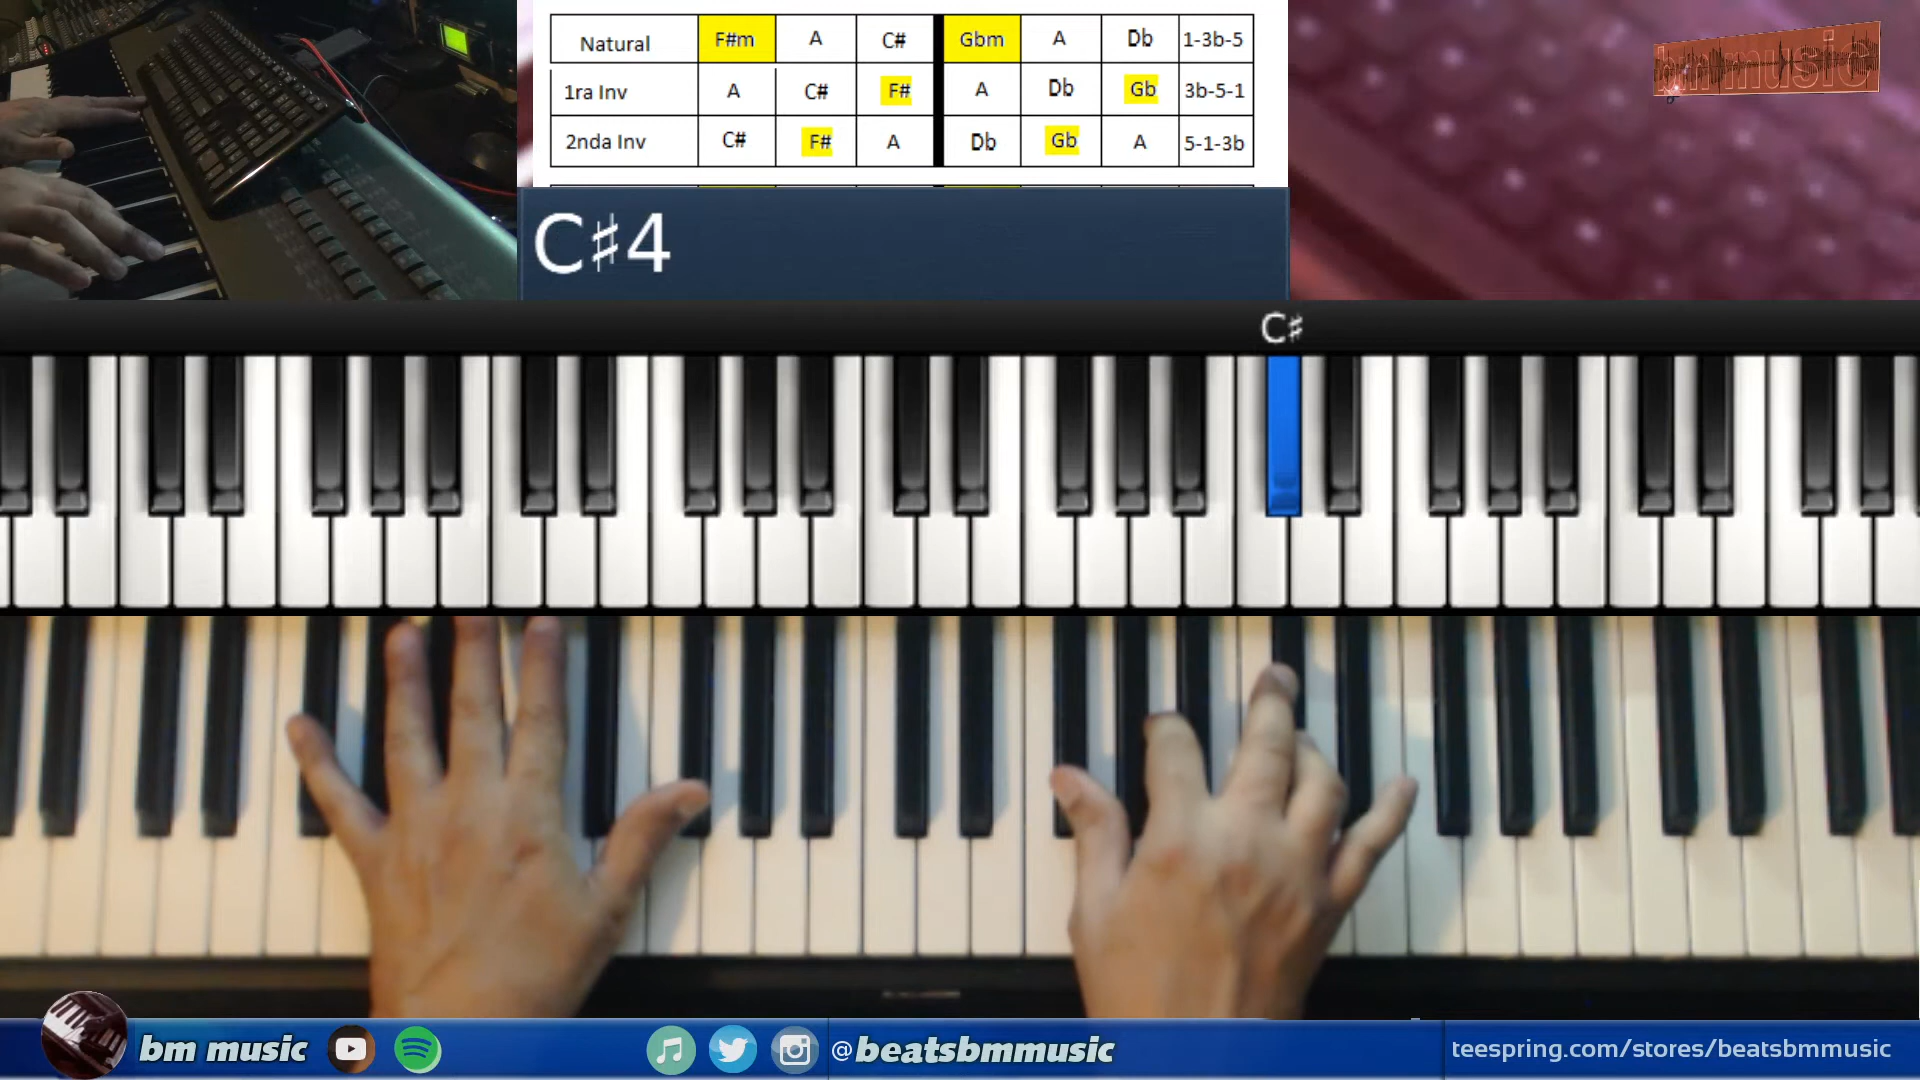 Natural F#m A C# Gbm A Db 1-3b-5
1ra Inv A C# F# A Db Gb 3b-5-1
2nda Inv C# F# A Db Gb A 5-1-3b
bmmusic
C♯4
C♯
bm music
@beatsbmmusic
teespring.com/stores/beatsbmmusic